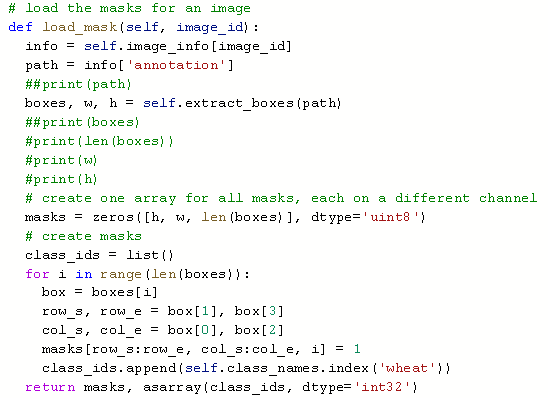 # load the masks for an image
def load_mask(self, image_id):
  info = self.image_info[image_id]
  path = info['annotation']
  ##print(path)
  boxes, w, h = self.extract_boxes(path)
  ##print(boxes)
  #print(len(boxes))
  #print(w)
  #print(h)
  # create one array for all masks, each on a different channel
  masks = zeros([h, w, len(boxes)], dtype='uint8')
  # create masks
  class_ids = list()
  for i in range(len(boxes)):
    box = boxes[i]
    row_s, row_e = box[1], box[3]
    col_s, col_e = box[0], box[2]
    masks[row_s:row_e, col_s:col_e, i] = 1
    class_ids.append(self.class_names.index('wheat'))
  return masks, asarray(class_ids, dtype='int32')